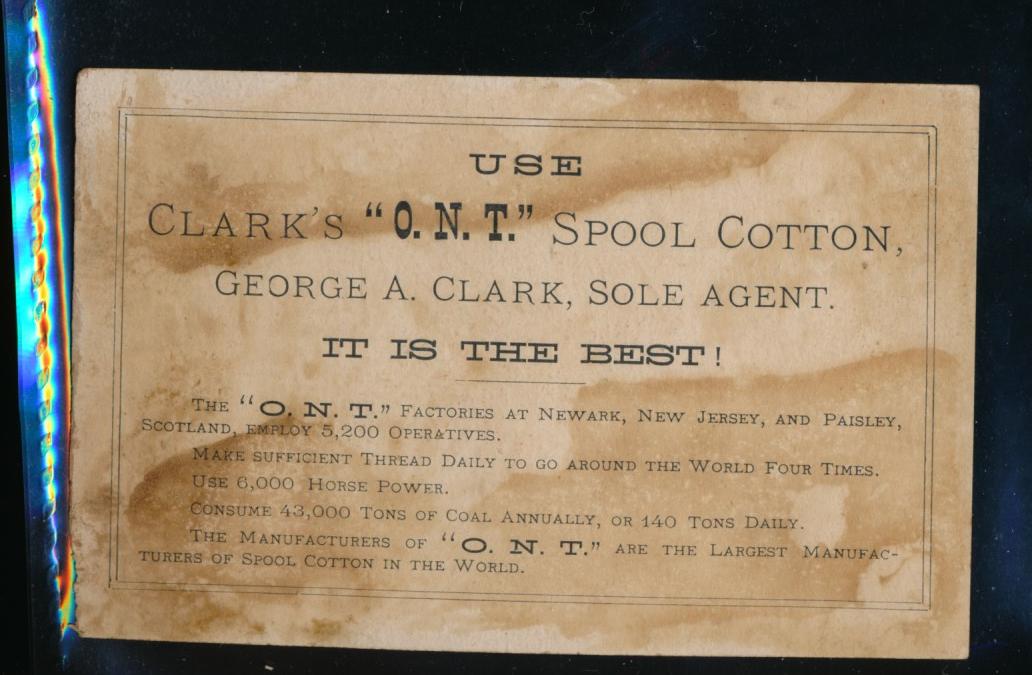 USE
CLARK'S "O. N. T." SPOOL COTTON,
GEORGE A. CLARK, SOLE AGENT.
IT IS THE BEST!
THE "O. N. T." FACTORIES AT NEWARK, NEW JERSEY, AND PAISLEY,
SCOTLAND, EMPLOY 5,200 OPERATIVES.
MAKE SUFFICIENT THREAD DAILY TO GO AROUND THE WORLD FOUR TIMES.
USE 6,000 HORSE POWER.
CONSUME 43,000 TONS OF COAL ANNUALLY, OR 140 TONS DAILY.
THE MANUFACTURERS OF "O. N. T." ARE THE LARGEST MANUFAC-
TURERS OF SPOOL COTTON IN THE WORLD.